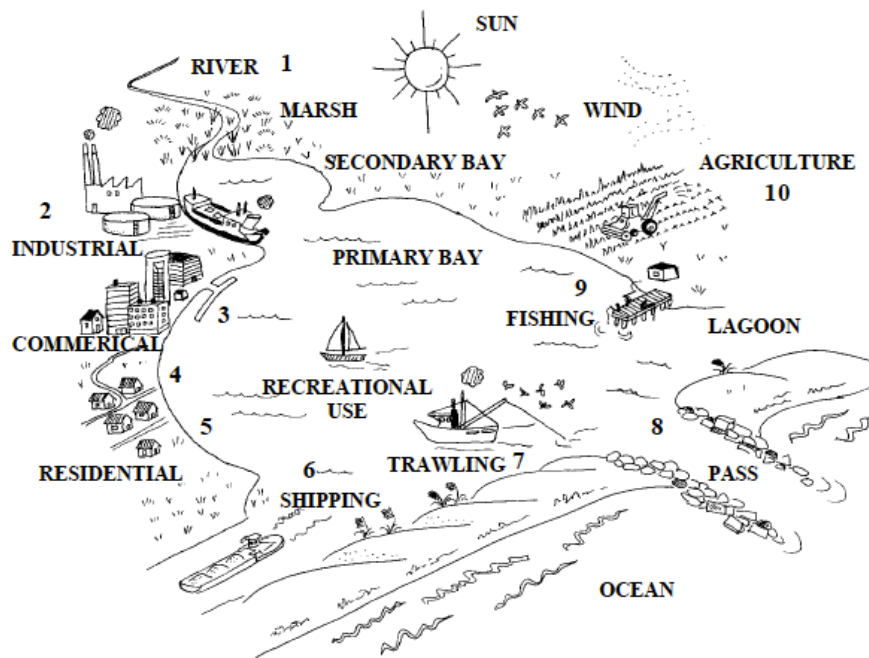 SUN
RIVER 1
MARSH
WIND
SECONDARY BAY
AGRICULTURE
10
2
INDUSTRIAL
PRIMARY BAY
9
3
FISHING
LAGOON
COMMERICAL
4
RECREATIONAL
USE
5
8
RESIDENTIAL
6
TRAWLING 7
PASS
SHIPPING
OCEAN